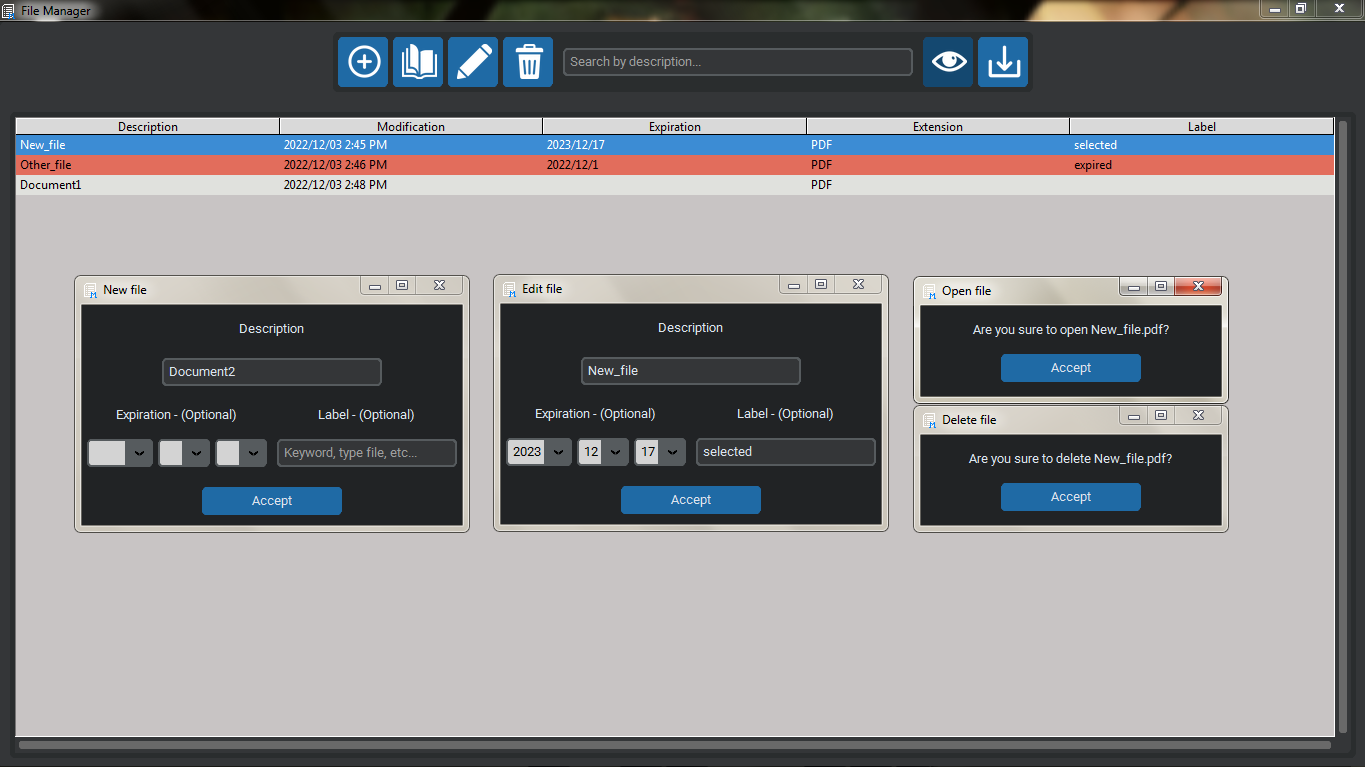 File Manager
Search by description...
Description Modification Expiration Extension Label
New_file 2022/12/03 2:45 PM 2023/12/17 PDF selected
Other_file 2022/12/03 2:46 PM 2022/12/1 PDF expired
Document1 2022/12/03 2:48 PM PDF
New file
Description
Document2
Expiration - (Optional) Label - (Optional)
Keyword, type file, etc...
Accept
Edit file
Description
New_file
Expiration - (Optional) Label - (Optional)
2023 12 17 selected
Accept
Open file
Are you sure to open New_file.pdf?
Accept
Delete file
Are you sure to delete New_file.pdf?
Accept